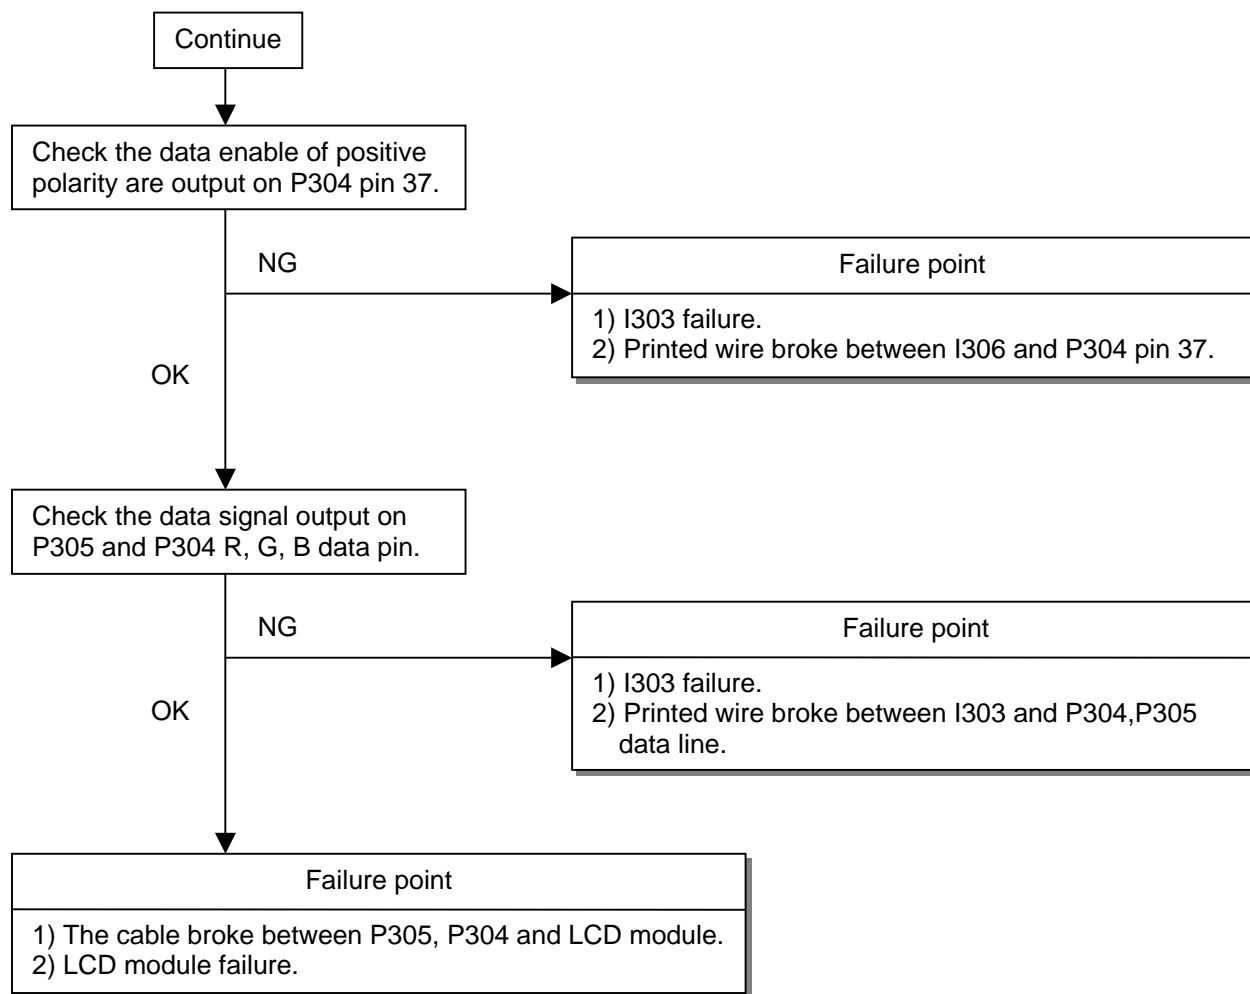 Continue
Check the data enable of positive
polarity are output on P304 pin 37.
NG
Failure point
1) I303 failure.
2) Printed wire broke between I306 and P304 pin 37.
OK
Check the data signal output on
P305 and P304 R, G, B data pin.
NG
Failure point
1) I303 failure.
2) Printed wire broke between I303 and P304,P305
data line.
OK
Failure point
1) The cable broke between P305, P304 and LCD module.
2) LCD module failure.